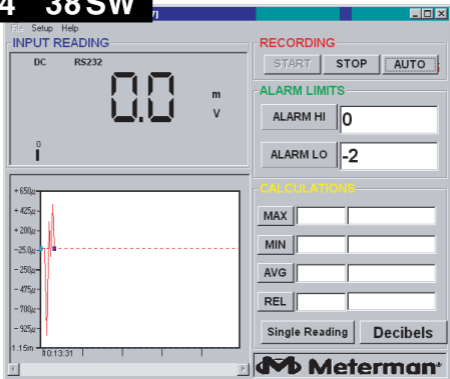 4 38SW
File Setup Help
INPUT READING
DC RS232
0.0 m V
0
+ 650µ
+ 425µ
+ 200µ
-25.0µ
- 250µ
- 475µ
- 700µ
- 925µ
-1.15m
10:13:31
RECORDING
START STOP AUTO
ALARM LIMITS
ALARM HI 0
ALARM LO -2
CALCULATIONS
MAX
MIN
AVG
REL
Single Reading Decibels
Meterman